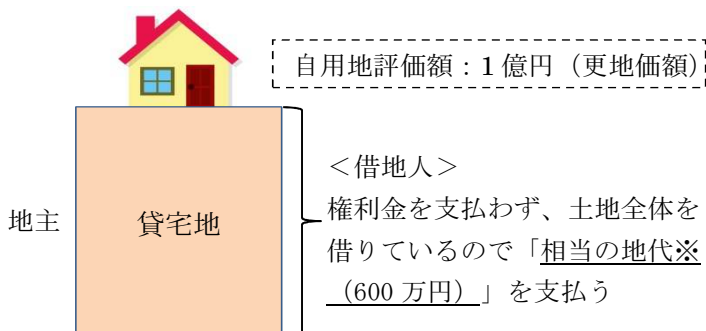 自用地評価額：1億円（更地価額）
＜借地人＞
権利金を支払わず、土地全体を
借りているので「相当の地代※
（600万円）」を支払う
地主
貸宅地